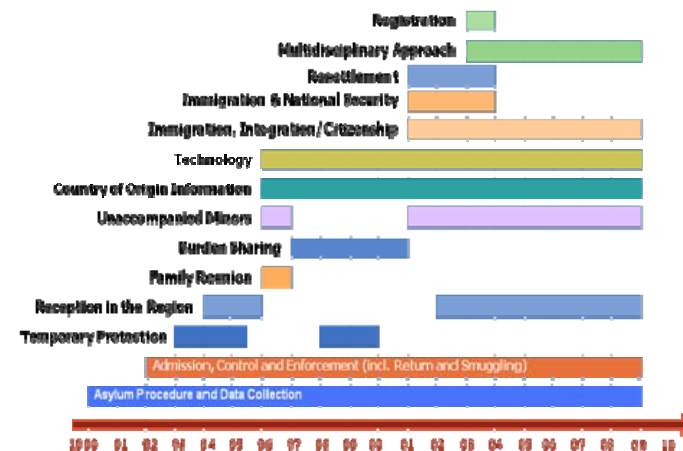 Registration
Multidisciplinary Approach
Resettlement
Immigration & National Security
Immigration, Integration/Citizenship
Technology
Country of Origin Information
Unaccompanied Minors
Burden Sharing
Family Reunion
Reception in the Region
Temporary Protection
Admission, Control and Enforcement (incl. Return and Smuggling)
Asylum Procedure and Data Collection
1990 91 92 93 94 95 96 97 98 99 00 01 02 03 04 05 06 07 08 09 10